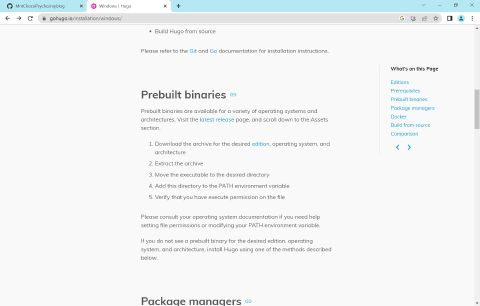 Windows | Hugo
gohugo.io/installation/windows/
Build Hugo from source
Please refer to the Git and Go documentation for installation instructions.
What's on this Page
Editions
Prerequisites
Prebuilt binaries
Package managers
Docker
Build from source
Comparison
Prebuilt binaries
Prebuilt binaries are available for a variety of operating systems and
architectures. Visit the latest release page, and scroll down to the Assets
section.
1. Download the archive for the desired edition, operating system, and
architecture
2. Extract the archive
3. Move the executable to the desired directory
4. Add this directory to the PATH environment variable
5. Verify that you have execute permission on the file
Please consult your operating system documentation if you need help
setting file permissions or modifying your PATH environment variable.
If you do not see a prebuilt binary for the desired edition, operating
system, and architecture, install Hugo using one of the methods described
below.
Package managers